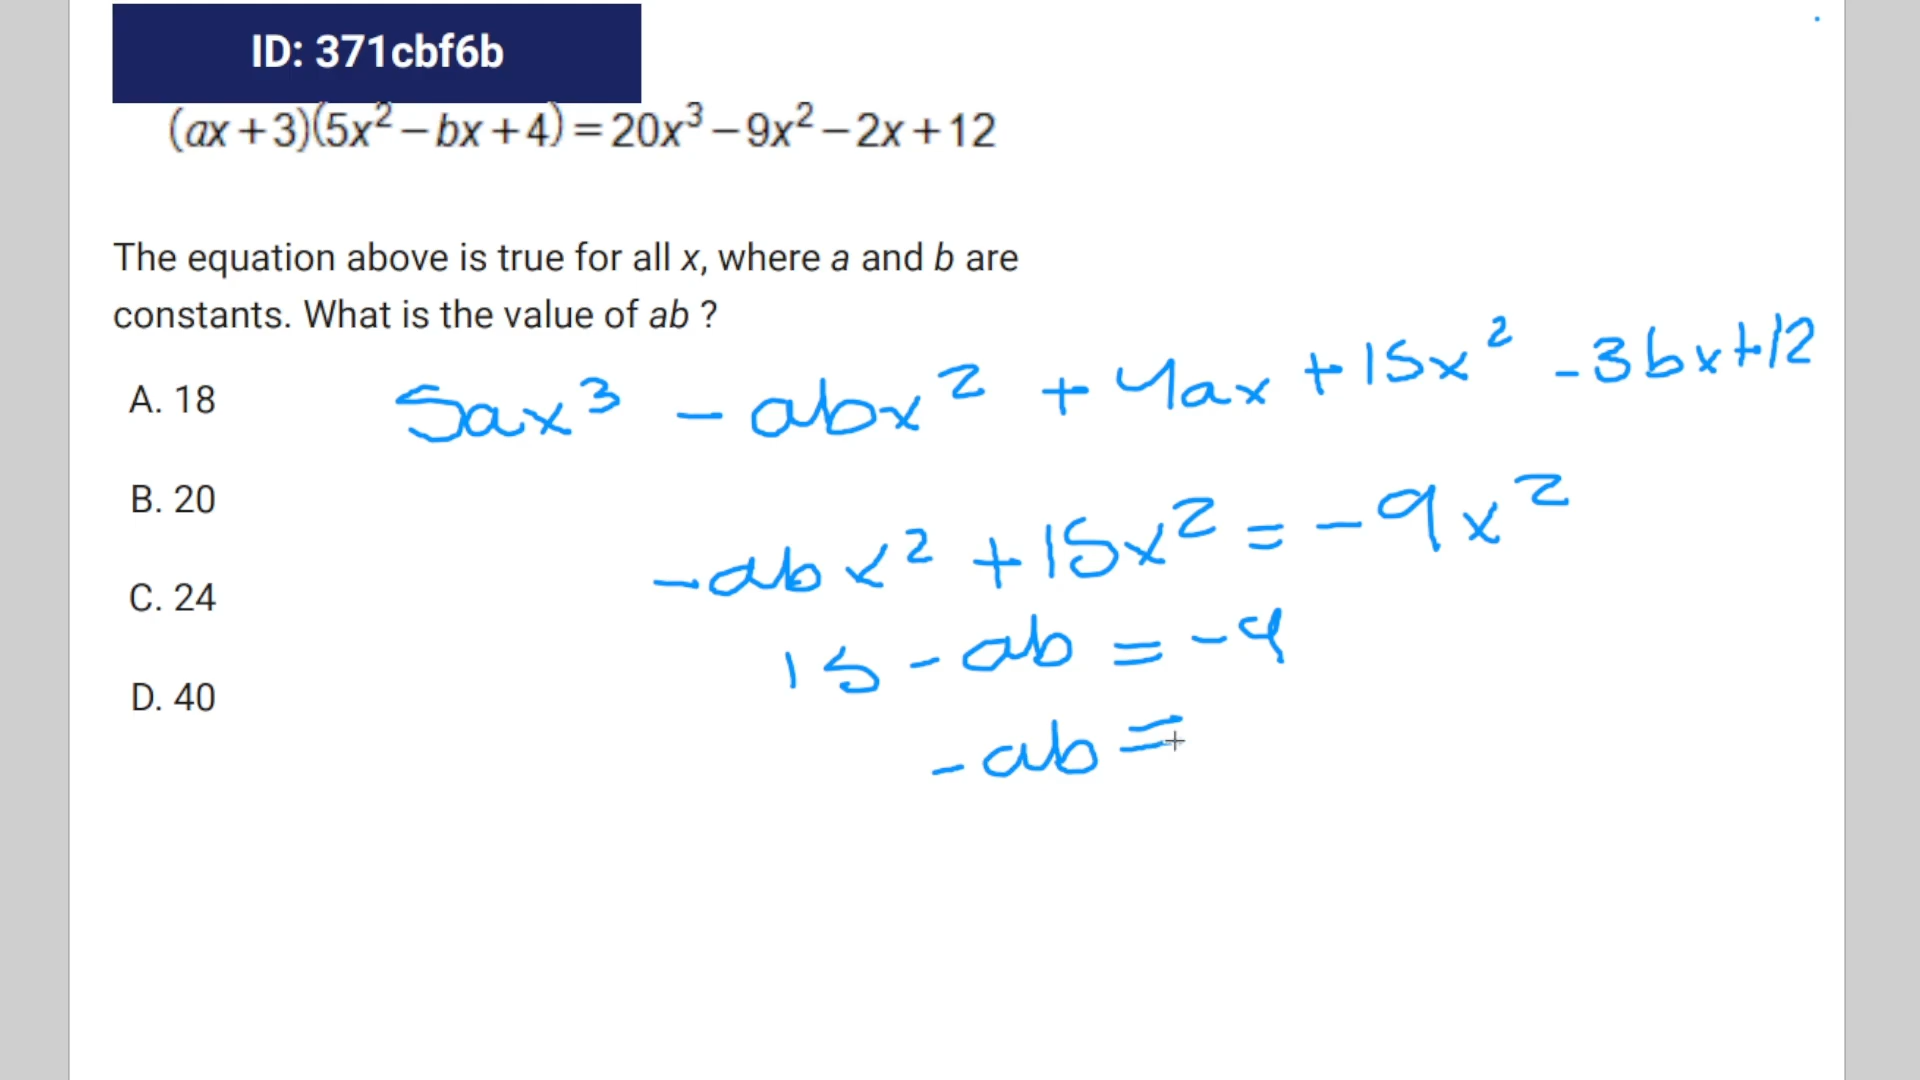 ID: 371cbf6b
(ax+3)(5x²−bx+4)=20x³−9x²−2x+12
The equation above is true for all x, where a and b are
constants. What is the value of ab ?
A. 18
B. 20
C. 24
D. 40
5ax³ - abx² + 4ax + 15x² - 3bx+12
-abx² + 15x² = -9x²
15 - ab = -9
-ab =